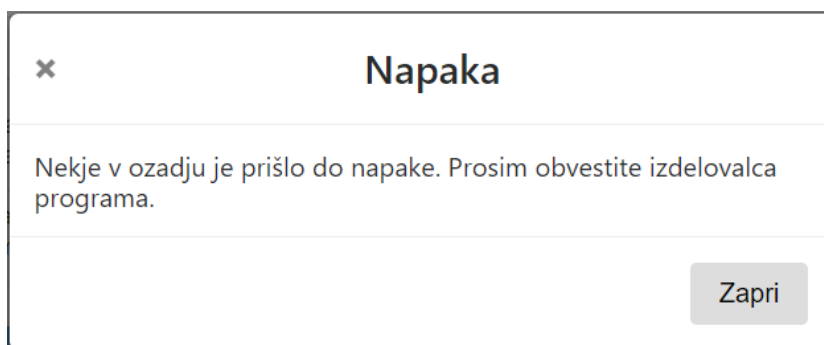 Napaka
Nekje v ozadju je prišlo do napake. Prosim obvestite izdelovalca
programa.
Zapri